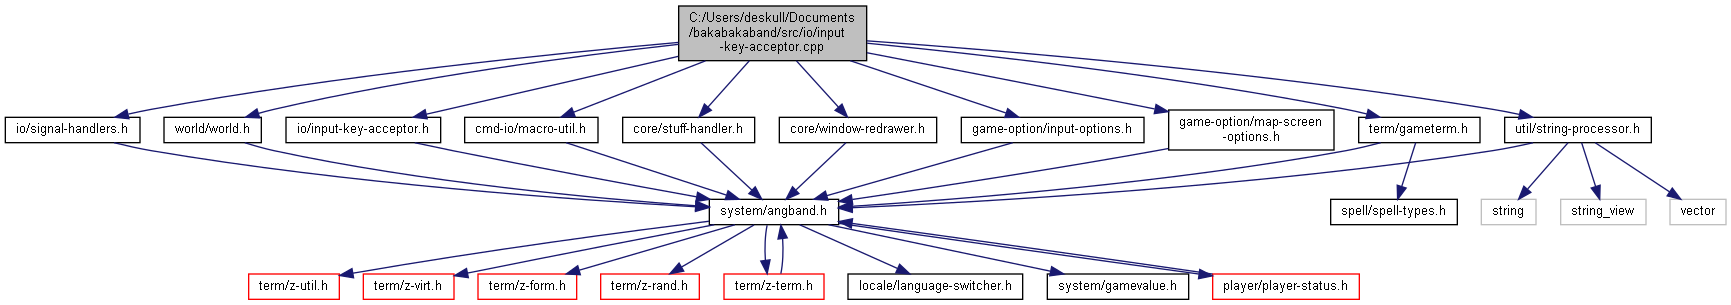 C:/Users/deskull/Documents
/bakabakaband/src/io/input
-key-acceptor.cpp
io/signal-handlers.h
world/world.h
io/input-key-acceptor.h
cmd-io/macro-util.h
core/stuff-handler.h
core/window-redrawer.h
game-option/input-options.h
game-option/map-screen
-options.h
term/gameterm.h
util/string-processor.h
system/angband.h
spell/spell-types.h
string
string_view
vector
term/z-util.h
term/z-virt.h
term/z-form.h
term/z-rand.h
term/z-term.h
locale/language-switcher.h
system/gamevalue.h
player/player-status.h